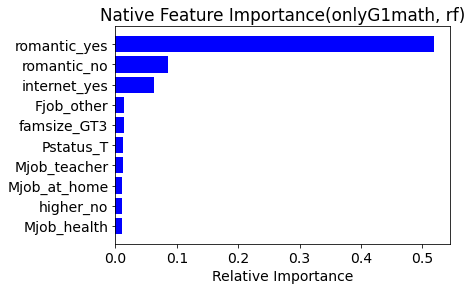 Native Feature Importance(onlyG1math, rf)
romantic_yes
romantic_no
internet_yes
Fjob_other
famsize_GT3
Pstatus_T
Mjob_teacher
Mjob_at_home
higher_no
Mjob_health
0.0 0.1 0.2 0.3 0.4 0.5
Relative Importance